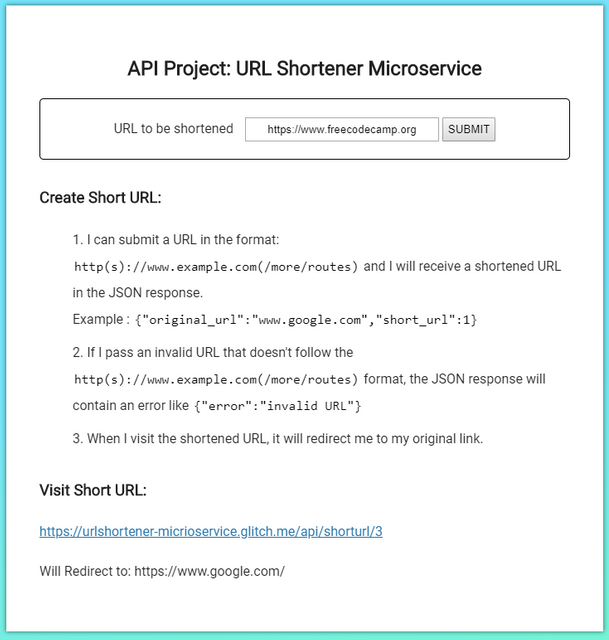 API Project: URL Shortener Microservice
URL to be shortened https://www.freecodecamp.org SUBMIT
Create Short URL:
1. I can submit a URL in the format:
http(s)://www.example.com(/more/routes) and I will receive a shortened URL
in the JSON response.
Example : {"original_url":"www.google.com","short_url":1}
2. If I pass an invalid URL that doesn't follow the
http(s)://www.example.com(/more/routes) format, the JSON response will
contain an error like {"error":"invalid URL"}
3. When I visit the shortened URL, it will redirect me to my original link.
Visit Short URL:
https://urlshortener-micrioservice.glitch.me/api/shorturl/3
Will Redirect to: https://www.google.com/